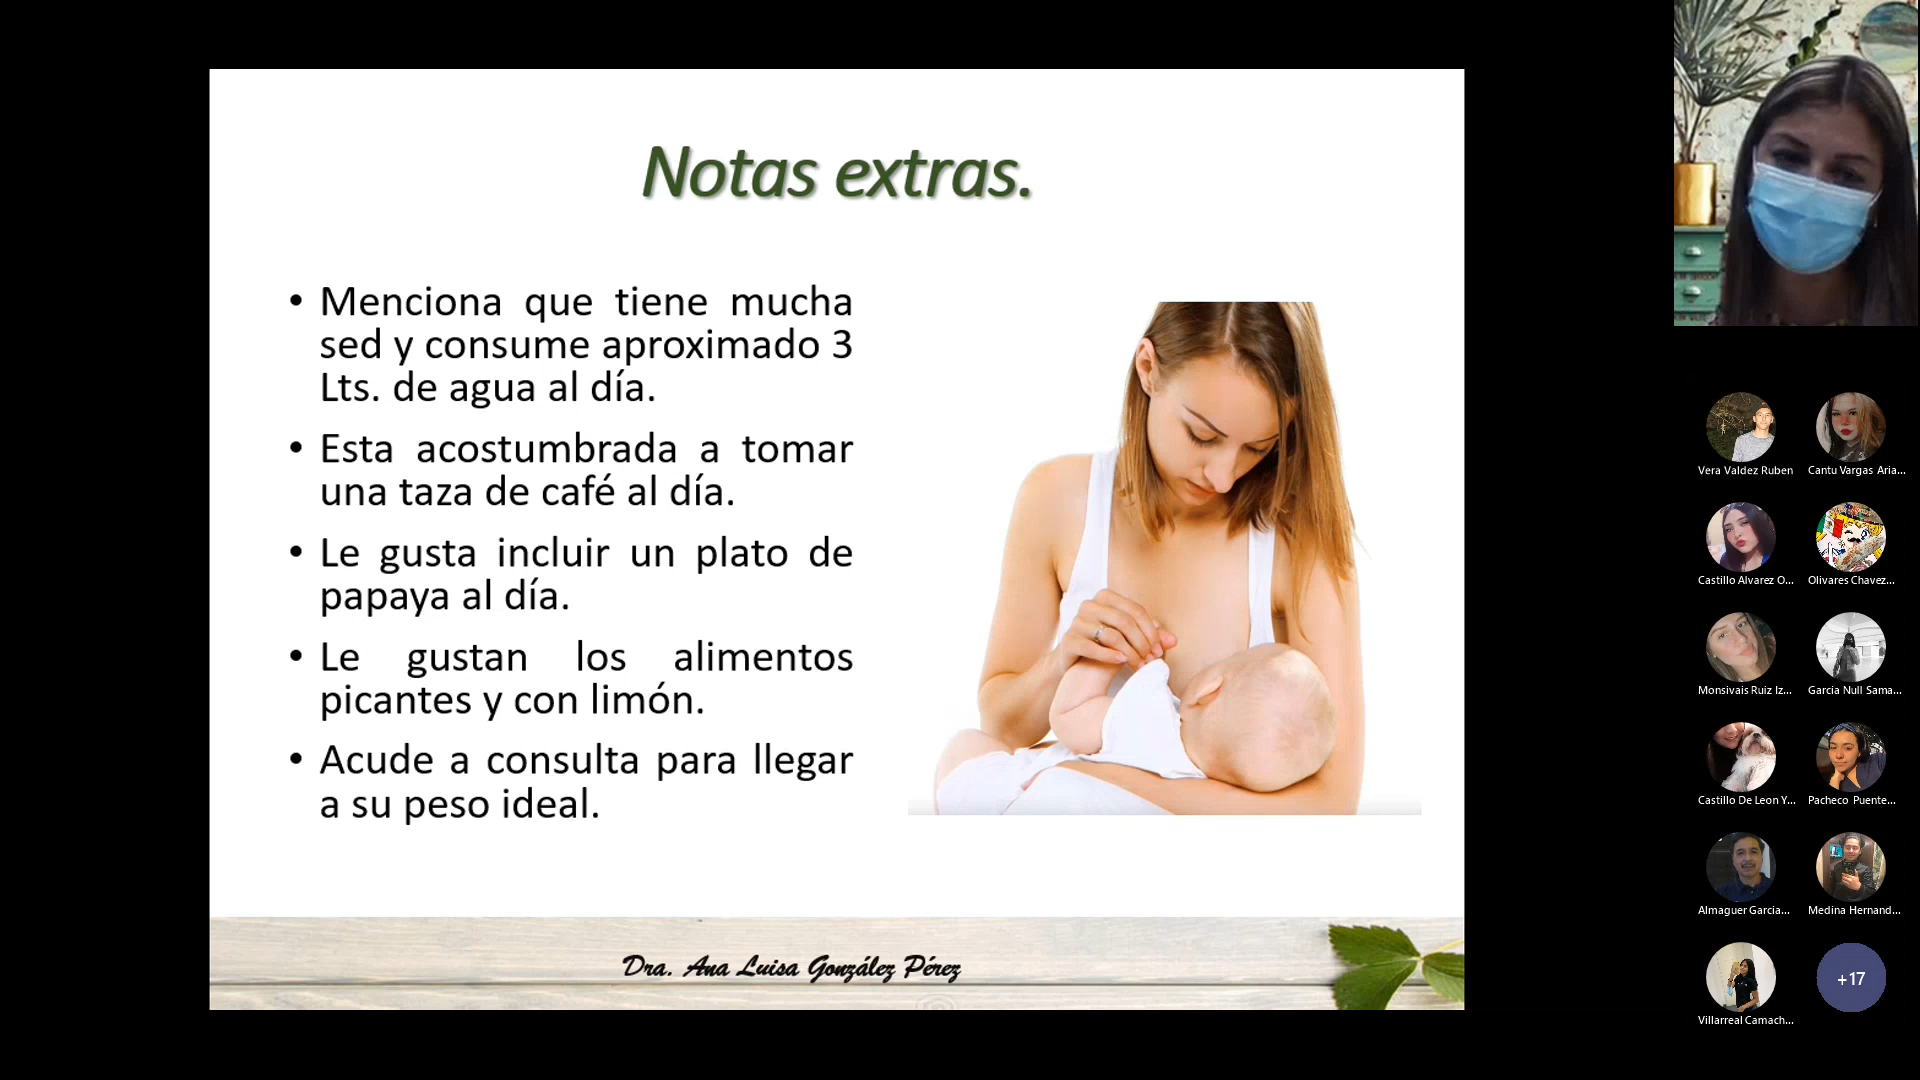 Notas extras.
• Menciona que tiene mucha
sed y consume aproximado 3
Lts. de agua al día.
• Esta acostumbrada a tomar
una taza de café al día.
• Le gusta incluir un plato de
papaya al día.
• Le gustan los alimentos
picantes y con limón.
• Acude a consulta para llegar
a su peso ideal.
Dra. Ana Luisa González Pérez
Vera Valdez Ruben
Cantu Vargas Aria...
Castillo Alvarez O...
Olivares Chavez...
Monsivais Ruiz Iz...
Garcia Null Sama...
Castillo De Leon Y...
Pacheco Puente...
Almaguer Garcia...
Medina Hernand...
Villarreal Camach...
+17